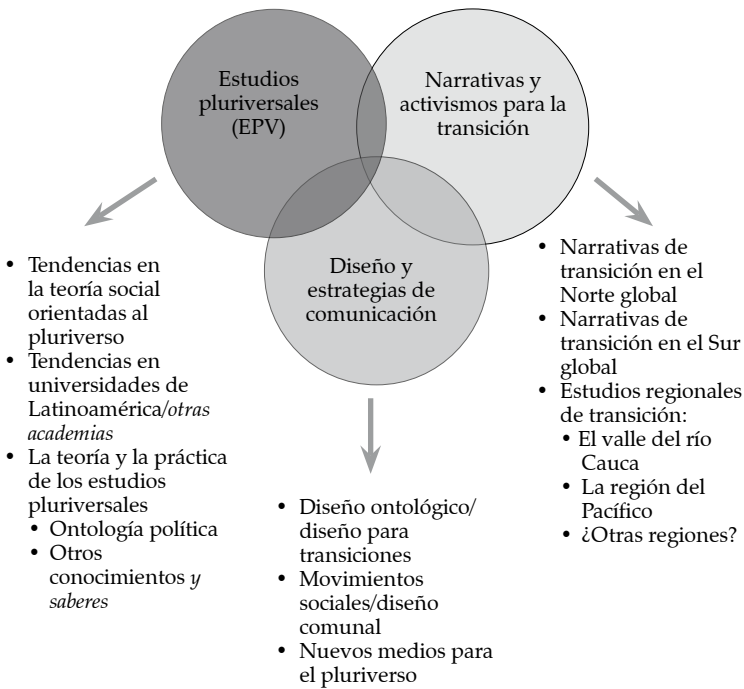 Estudios
pluriversales
(EPV)
Narrativas y
activismos para la
transición
Diseño y
estrategias de
comunicación
• Tendencias en
la teoría social
orientadas al
pluriverso
• Tendencias en
universidades de
Latinoamérica/otras
academias
• La teoría y la práctica
de los estudios
pluriversales
• Ontología política
• Otros
conocimientos y
saberes
• Diseño ontológico/
diseño para
transiciones
• Movimientos
sociales/diseño
comunal
• Nuevos medios para
el pluriverso
• Narrativas de
transición en el
Norte global
• Narrativas de
transición en el Sur
global
• Estudios regionales
de transición:
• El valle del río
Cauca
• La región del
Pacífico
• ¿Otras regiones?